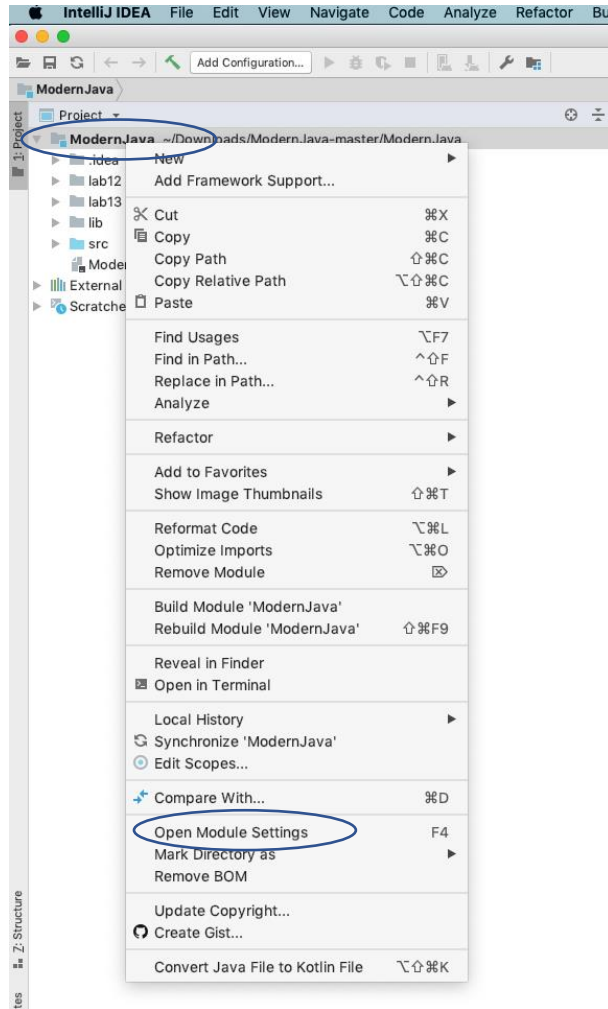 IntelliJ IDEA File Edit View Navigate Code Analyze Refactor Bu
Add Configuration...
ModernJava
Project
1: Project
ModernJava ~/Downloads/ModernJava-master/ModernJava
.idea
lab12
lab13
lib
src
Moder
External
Scratche
New
Add Framework Support...
Cut ⌘X
Copy ⌘C
Copy Path ⇧⌘C
Copy Relative Path ⌥⇧⌘C
Paste ⌘V
Find Usages ⌥F7
Find in Path... ^⇧F
Replace in Path... ^⇧R
Analyze
Refactor
Add to Favorites
Show Image Thumbnails ⇧⌘T
Reformat Code ⌥⌘L
Optimize Imports ⌥⌘O
Remove Module ⌦
Build Module 'ModernJava'
Rebuild Module 'ModernJava' ⇧⌘F9
Reveal in Finder
Open in Terminal
Local History
Synchronize 'ModernJava'
Edit Scopes...
Compare With... ⌘D
Open Module Settings F4
Mark Directory as
Remove BOM
Update Copyright...
Create Gist...
Convert Java File to Kotlin File ⌥⇧⌘K
Z: Structure
tes